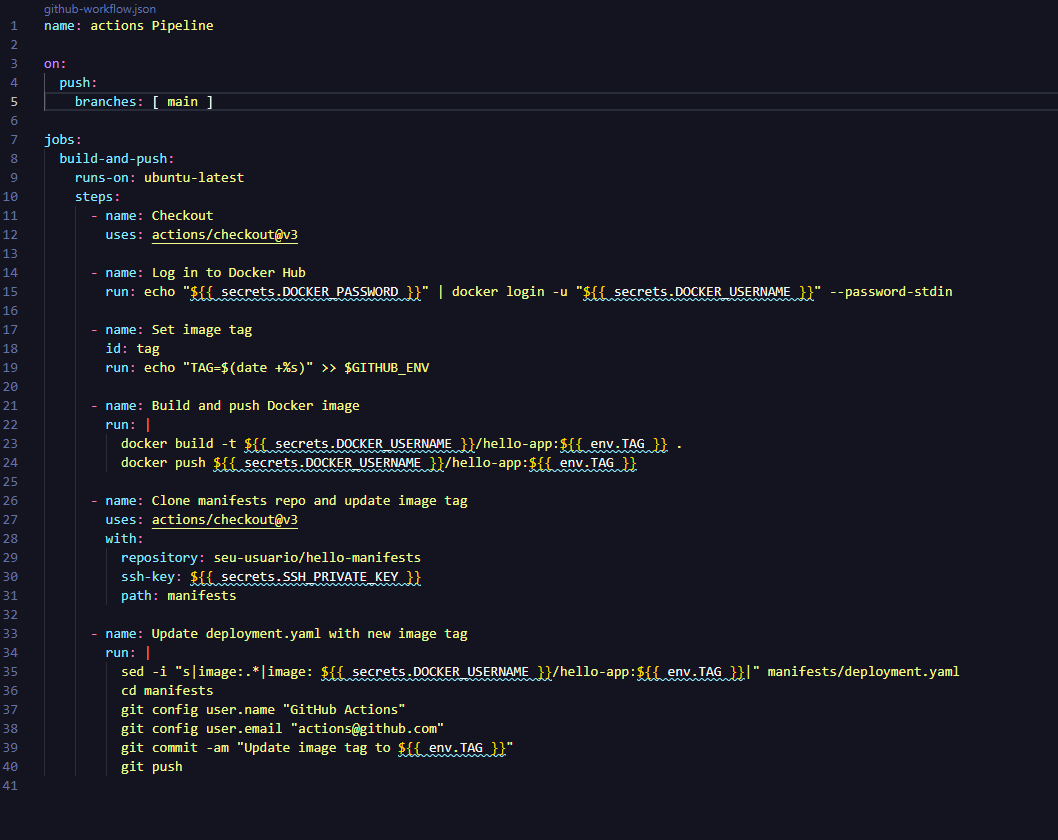 github-workflow.json
1 name: actions Pipeline
2
3 on:
4   push:
5     branches: [ main ]
6
7 jobs:
8   build-and-push:
9     runs-on: ubuntu-latest
10     steps:
11       - name: Checkout
12         uses: actions/checkout@v3
13
14       - name: Log in to Docker Hub
15         run: echo "${{ secrets.DOCKER_PASSWORD }}" | docker login -u "${{ secrets.DOCKER_USERNAME }}" --password-stdin
16
17       - name: Set image tag
18         id: tag
19         run: echo "TAG=$(date +%s)" >> $GITHUB_ENV
20
21       - name: Build and push Docker image
22         run: |
23           docker build -t ${{ secrets.DOCKER_USERNAME }}/hello-app:${{ env.TAG }} .
24           docker push ${{ secrets.DOCKER_USERNAME }}/hello-app:${{ env.TAG }}
25
26       - name: Clone manifests repo and update image tag
27         uses: actions/checkout@v3
28         with:
29           repository: seu-usuario/hello-manifests
30           ssh-key: ${{ secrets.SSH_PRIVATE_KEY }}
31           path: manifests
32
33       - name: Update deployment.yaml with new image tag
34         run: |
35           sed -i "s|image:.*|image: ${{ secrets.DOCKER_USERNAME }}/hello-app:${{ env.TAG }}|" manifests/deployment.yaml
36           cd manifests
37           git config user.name "GitHub Actions"
38           git config user.email "actions@github.com"
39           git commit -am "Update image tag to ${{ env.TAG }}"
40           git push
41